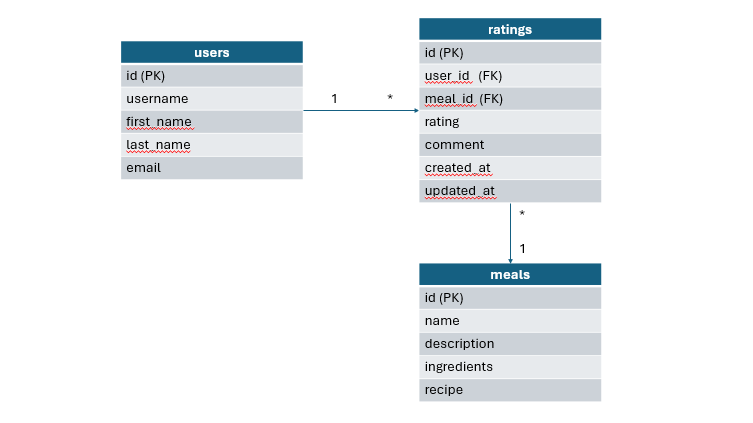 users
id (PK)
username
first_name
last_name
email
1 *
ratings
id (PK)
user_id (FK)
meal_id (FK)
rating
comment
created_at
updated_at
*
1
meals
id (PK)
name
description
ingredients
recipe